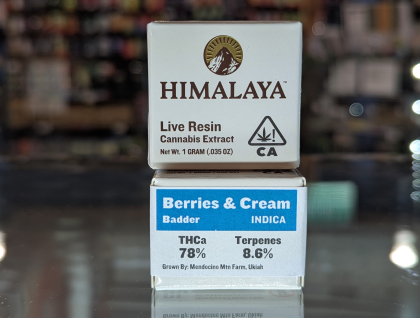 HIMALAYA™
Live Resin
Cannabis Extract
Net Wt. 1 GRAM (.035 OZ)
CA
Berries & Cream
Badder INDICA
THCa Terpenes
78% 8.6%
Grown By: Mendocino Mtn Farm, Ukiah